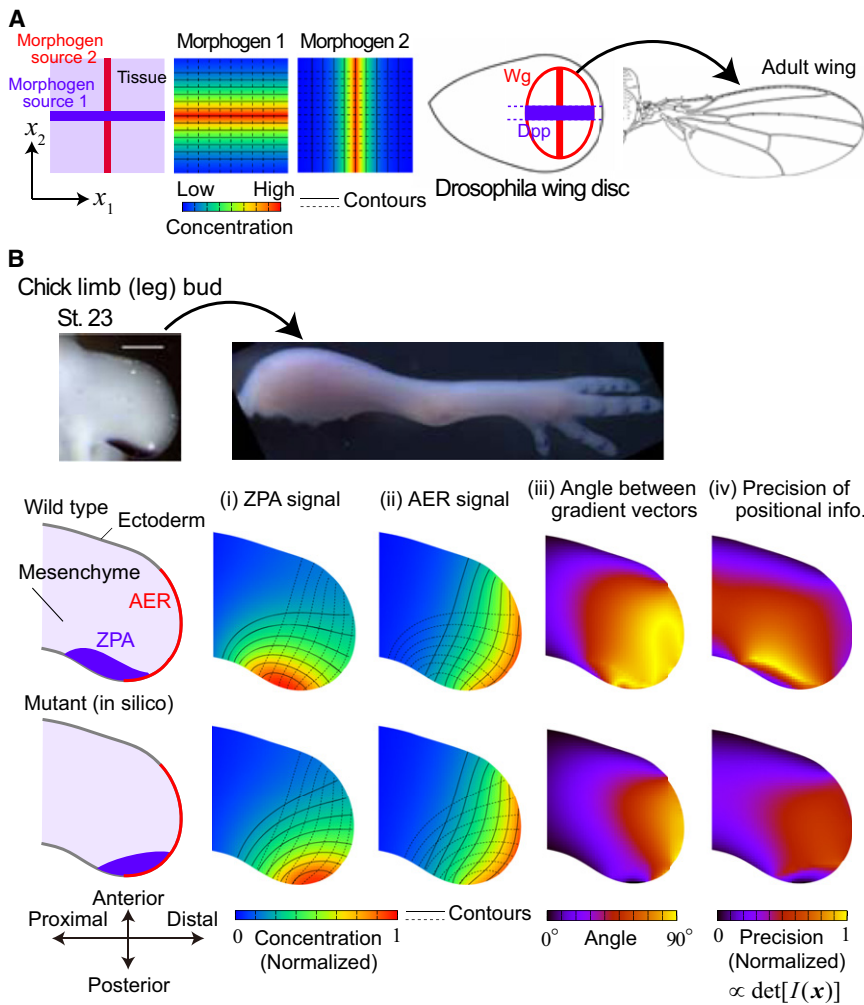 A
Morphogen
source 2
Morphogen
source 1
Tissue
x2
x1
Morphogen 1
Morphogen 2
Low High
Concentration
Contours
Wg
Dpp
Drosophila wing disc
Adult wing
B
Chick limb (leg) bud
St. 23
Wild type
Ectoderm
Mesenchyme
AER
ZPA
(i) ZPA signal
(ii) AER signal
(iii) Angle between
gradient vectors
(iv) Precision of
positional info.
Mutant (in silico)
Anterior
Proximal Distal
Posterior
0 1
Concentration
(Normalized)
Contours
0° 90°
Angle
0 1
Precision
(Normalized)
∝ det[I(x)]